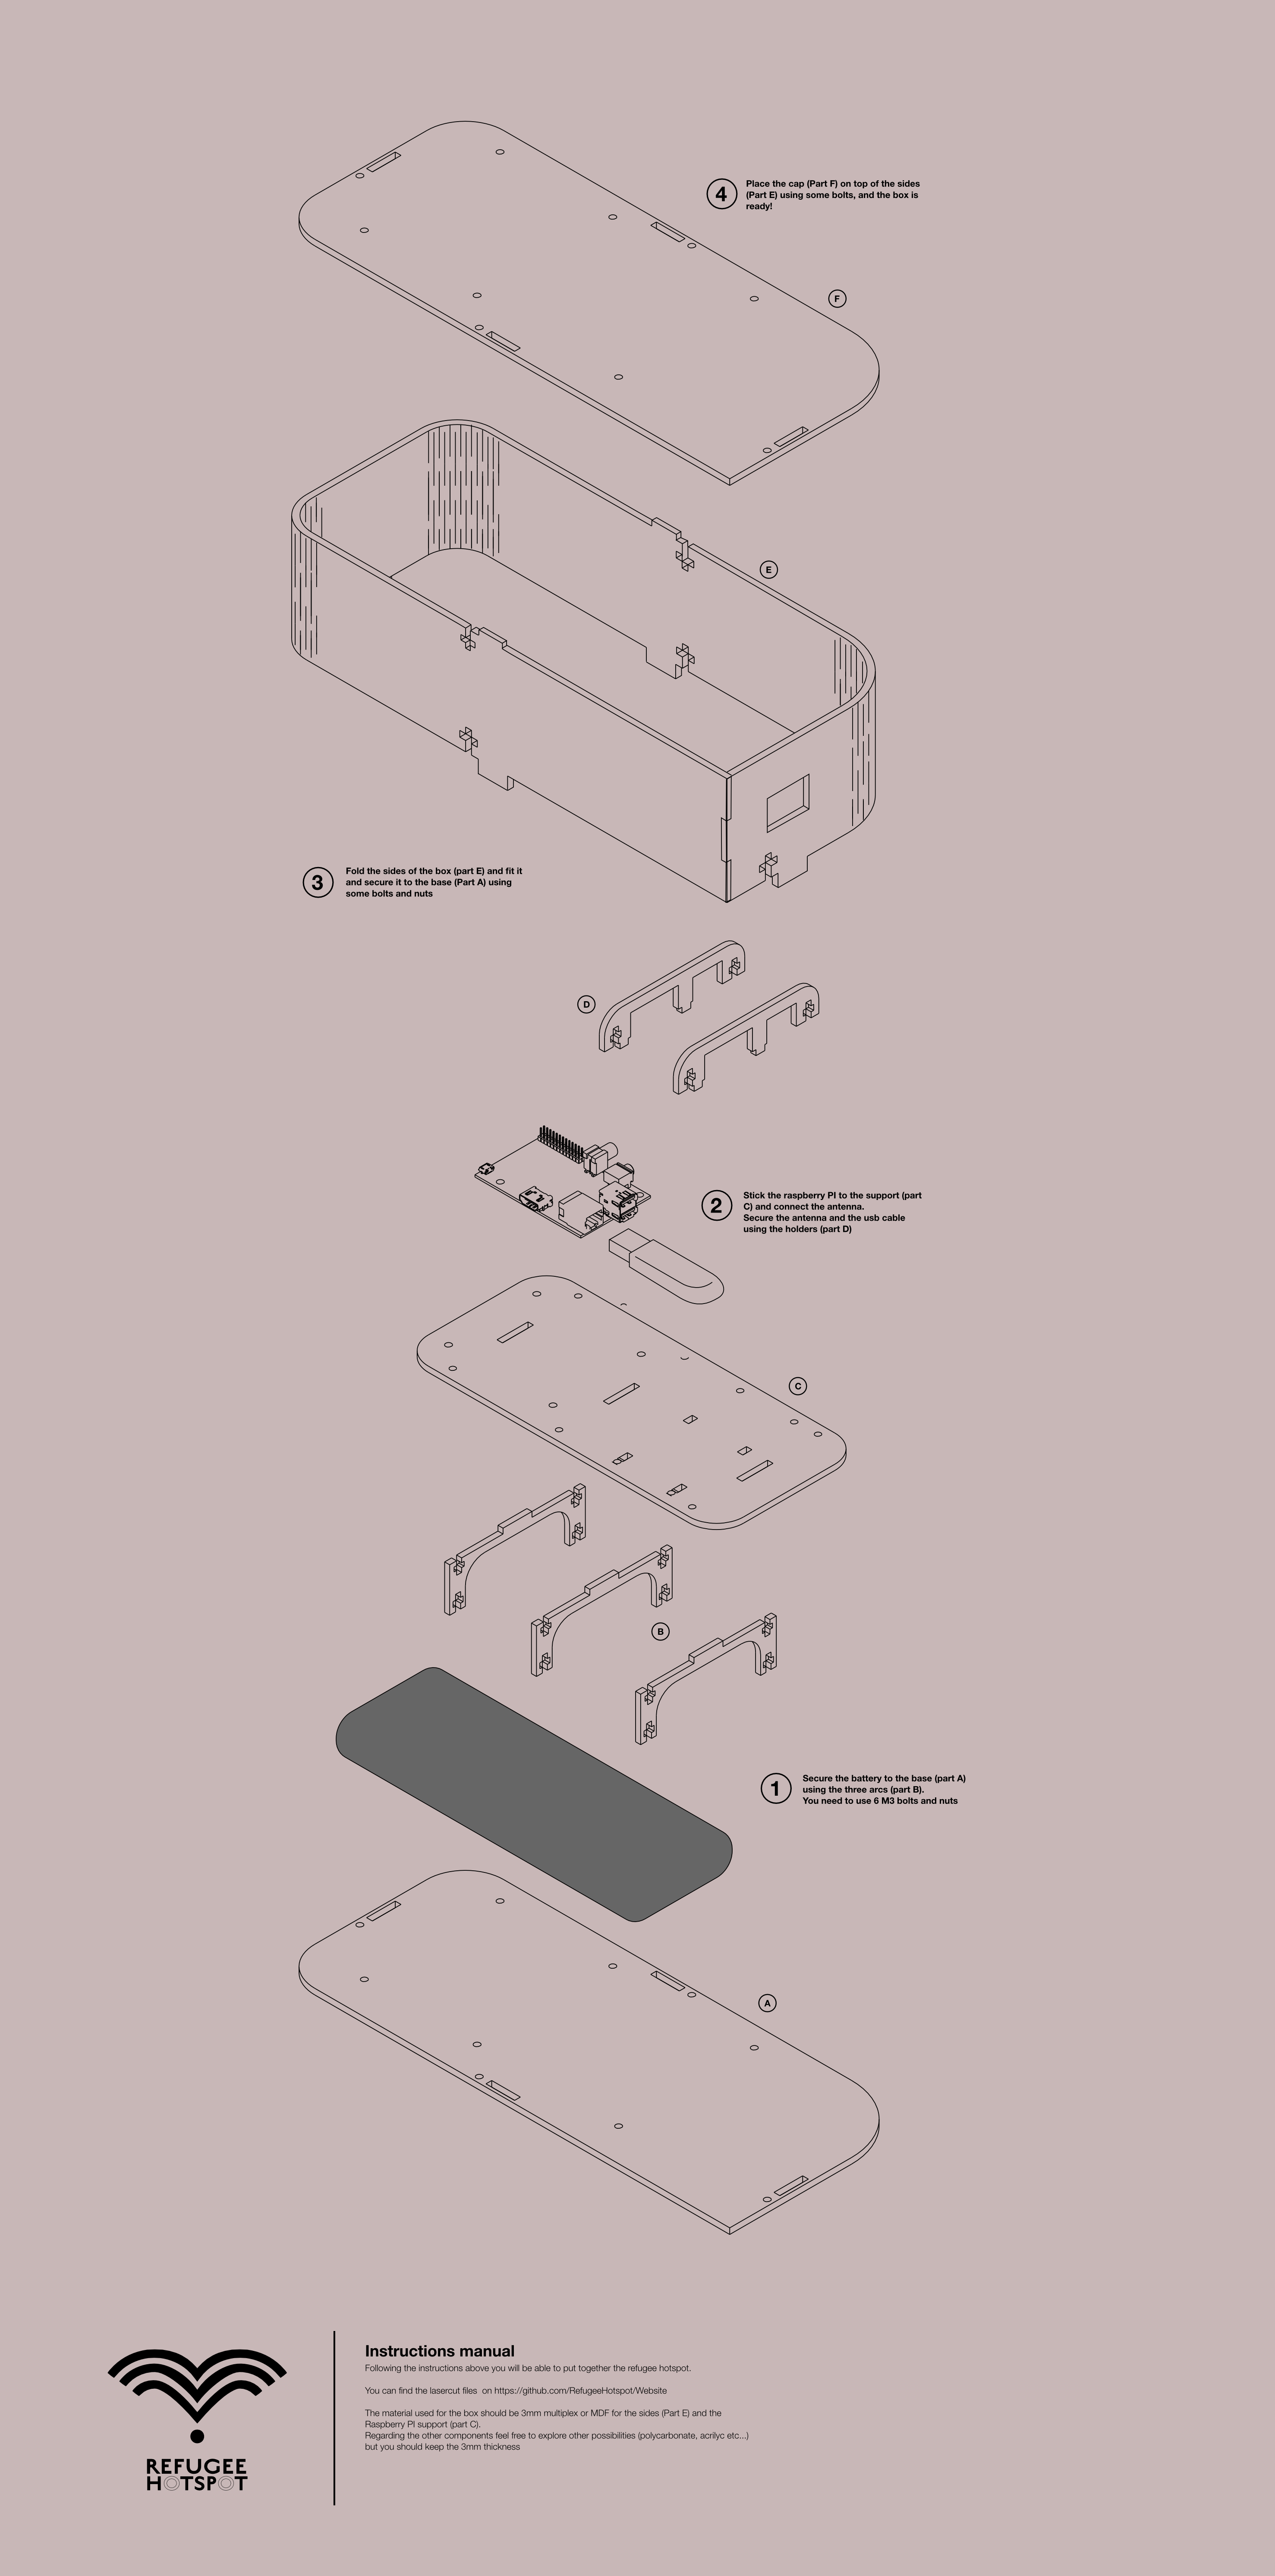 4
Place the cap (Part F) on top of the sides
(Part E) using some bolts, and the box is
ready!
F
E
3
Fold the sides of the box (part E) and fit it
and secure it to the base (Part A) using
some bolts and nuts
D
2
Stick the raspberry PI to the support (part
C) and connect the antenna.
Secure the antenna and the usb cable
using the holders (part D)
C
B
1
Secure the battery to the base (part A)
using the three arcs (part B).
You need to use 6 M3 bolts and nuts
A
REFUGEE
HOTSPOT
Instructions manual
Following the instructions above you will be able to put together the refugee hotspot.
You can find the lasercut files  on https://github.com/RefugeeHotspot/Website
The material used for the box should be 3mm multiplex or MDF for the sides (Part E) and the
Raspberry PI support (part C).
Regarding the other components feel free to explore other possibilities (polycarbonate, acrilyc etc...)
but you should keep the 3mm thickness